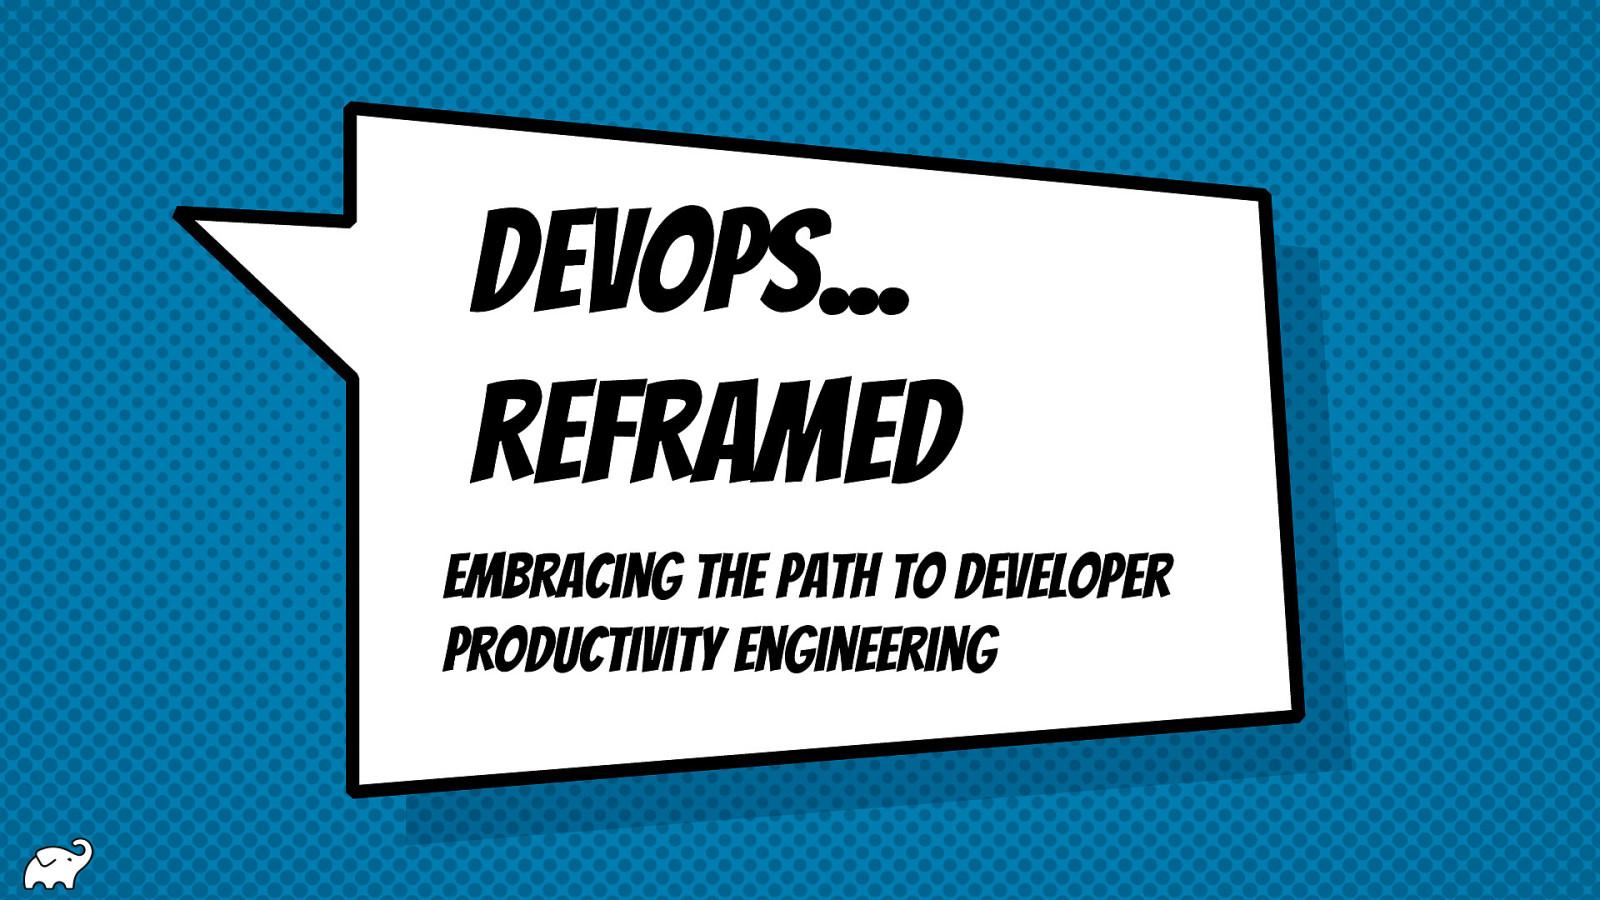 DEVOPS...
REFRAMED
EMBRACING THE PATH TO DEVELOPER
PRODUCTIVITY ENGINEERING